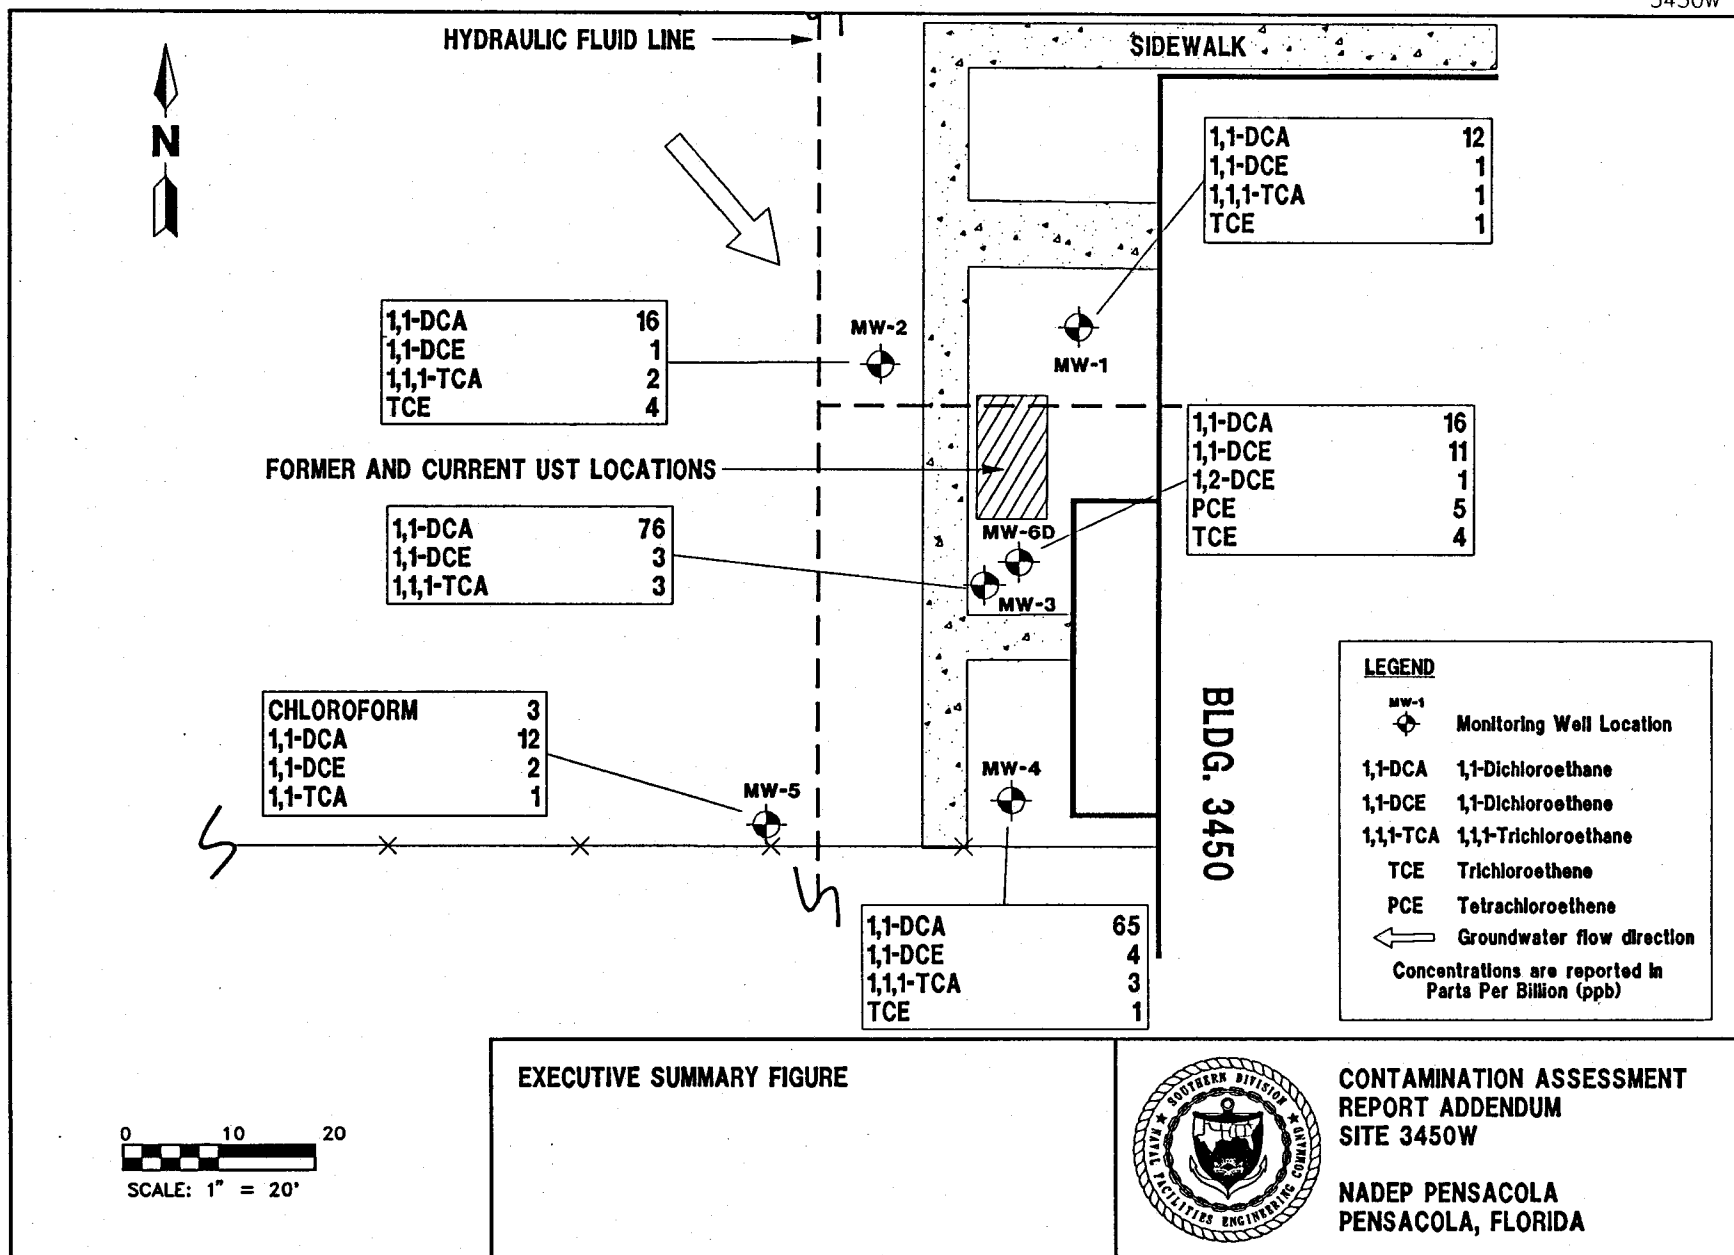 HYDRAULIC FLUID LINE
SIDEWALK
N
1,1-DCA 12
1,1-DCE 1
1,1,1-TCA 1
TCE 1
1,1-DCA 16
1,1-DCE 1
1,1,1-TCA 2
TCE 4
MW-2
MW-1
1,1-DCA 16
1,1-DCE 11
1,2-DCE 1
PCE 5
TCE 4
FORMER AND CURRENT UST LOCATIONS
1,1-DCA 76
1,1-DCE 3
1,1,1-TCA 3
MW-6D
MW-3
CHLOROFORM 3
1,1-DCA 12
1,1-DCE 2
1,1-TCA 1
MW-5
MW-4
BLDG. 3450
1,1-DCA 65
1,1-DCE 4
1,1,1-TCA 3
TCE 1
LEGEND
MW-1
Monitoring Well Location
1,1-DCA 1,1-Dichloroethane
1,1-DCE 1,1-Dichloroethene
1,1,1-TCA 1,1,1-Trichloroethane
TCE Trichloroethene
PCE Tetrachloroethene
Groundwater flow direction
Concentrations are reported in
Parts Per Billion (ppb)
0 10 20
SCALE: 1" = 20'
EXECUTIVE SUMMARY FIGURE
SOUTHERN DIVISION
NAVAL FACILITIES ENGINEERING COMMAND
CONTAMINATION ASSESSMENT
REPORT ADDENDUM
SITE 3450W
NADEP PENSACOLA
PENSACOLA, FLORIDA